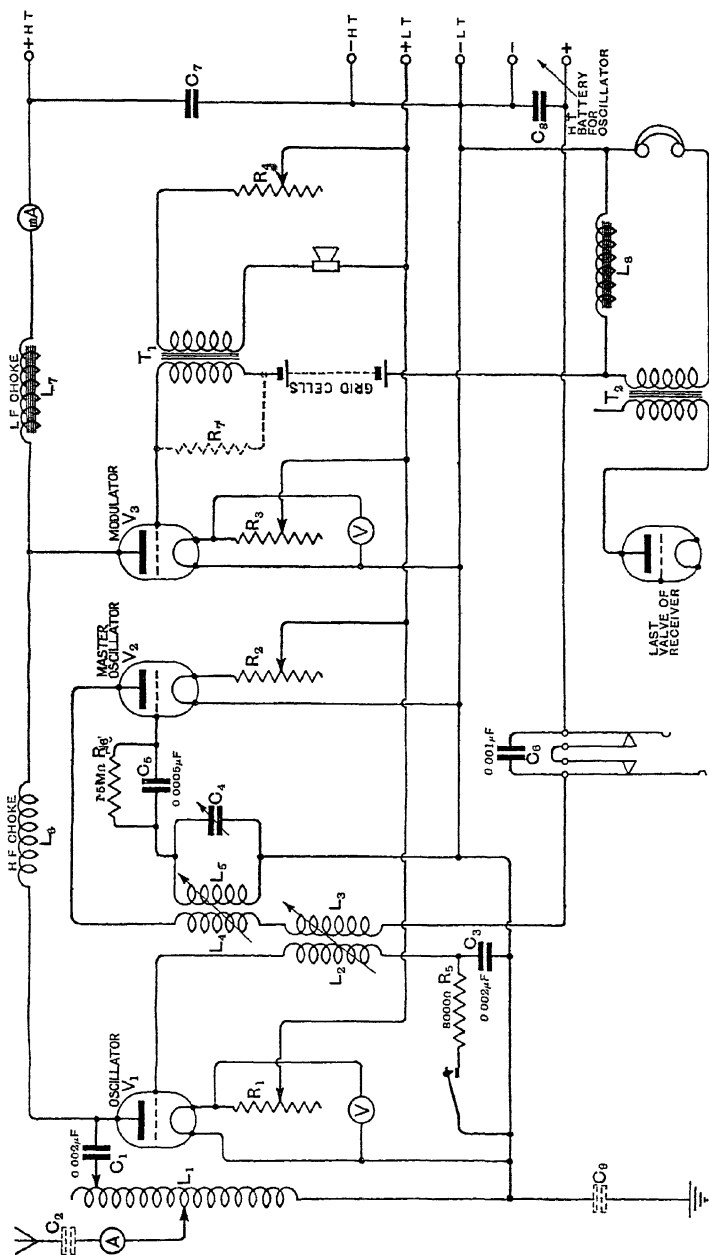 +HT
C7
-HT
+LT
-LT
-
+
C8
HT
BATTERY
FOR
OSCILLATOR
mA
LF CHOKE
L7
R4
T1
GRID CELLS
R7
L8
T2
MODULATOR
V3
R3
V
LAST
VALVE OF
RECEIVER
MASTER
OSCILLATOR
V2
R2
C5
0.0005µF
C4
L5
L4
L3
L2
HF CHOKE
L6
0.001µF
C6
C3
0.002µF
8000Ω R5
OSCILLATOR
V1
R1
V
0.002µF
C1
L1
C2
A
C9